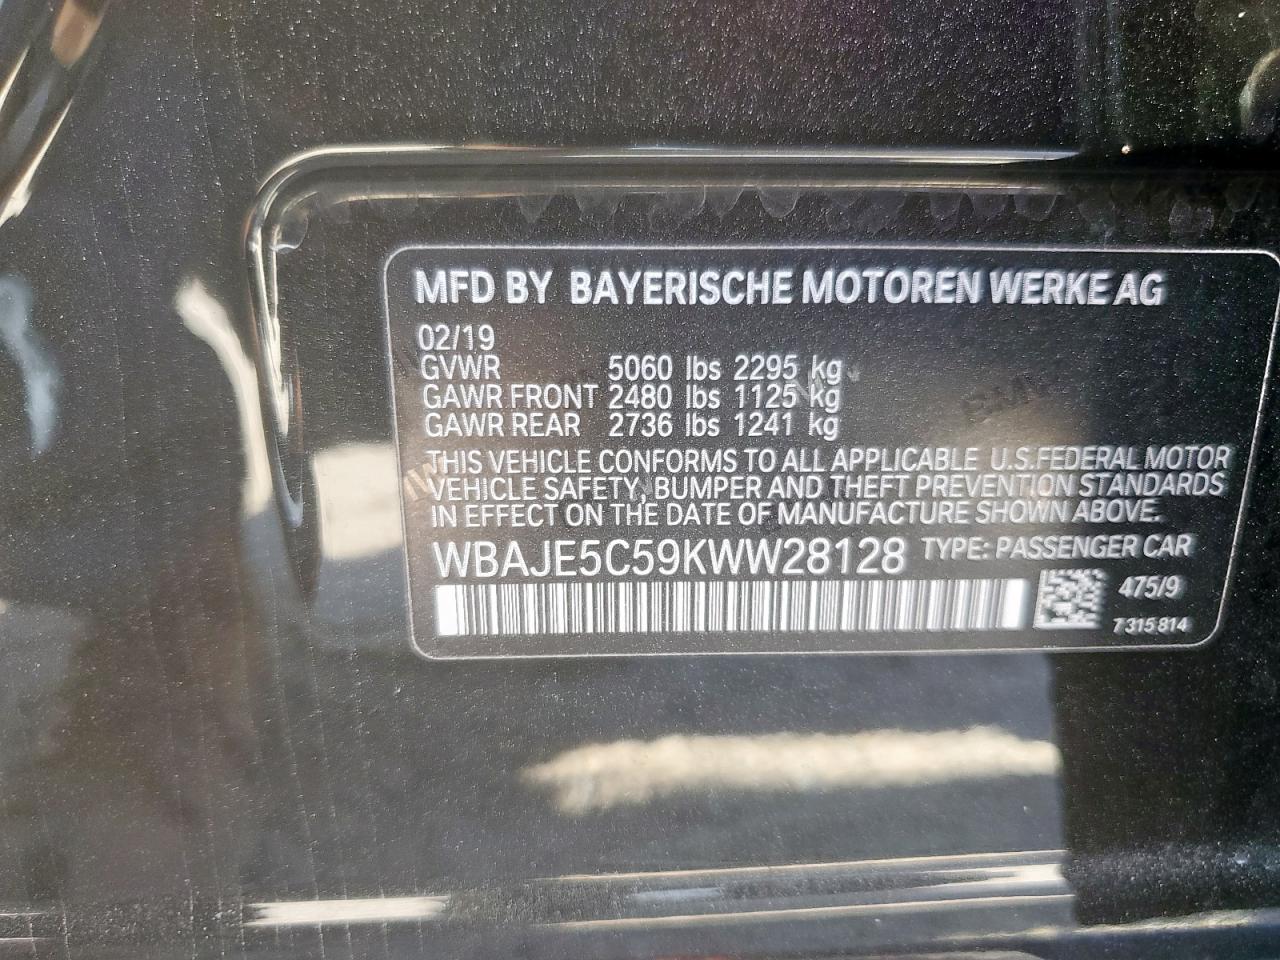 MFD BY BAYERISCHE MOTOREN WERKE AG
02/19
GVWR 5060 lbs 2295 kg
GAWR FRONT 2480 lbs 1125 kg
GAWR REAR 2736 lbs 1241 kg
THIS VEHICLE CONFORMS TO ALL APPLICABLE U.S.FEDERAL MOTOR
VEHICLE SAFETY, BUMPER AND THEFT PREVENTION STANDARDS
IN EFFECT ON THE DATE OF MANUFACTURE SHOWN ABOVE.
WBAJE5C59KWW28128 TYPE: PASSENGER CAR
475/9
7 315 814